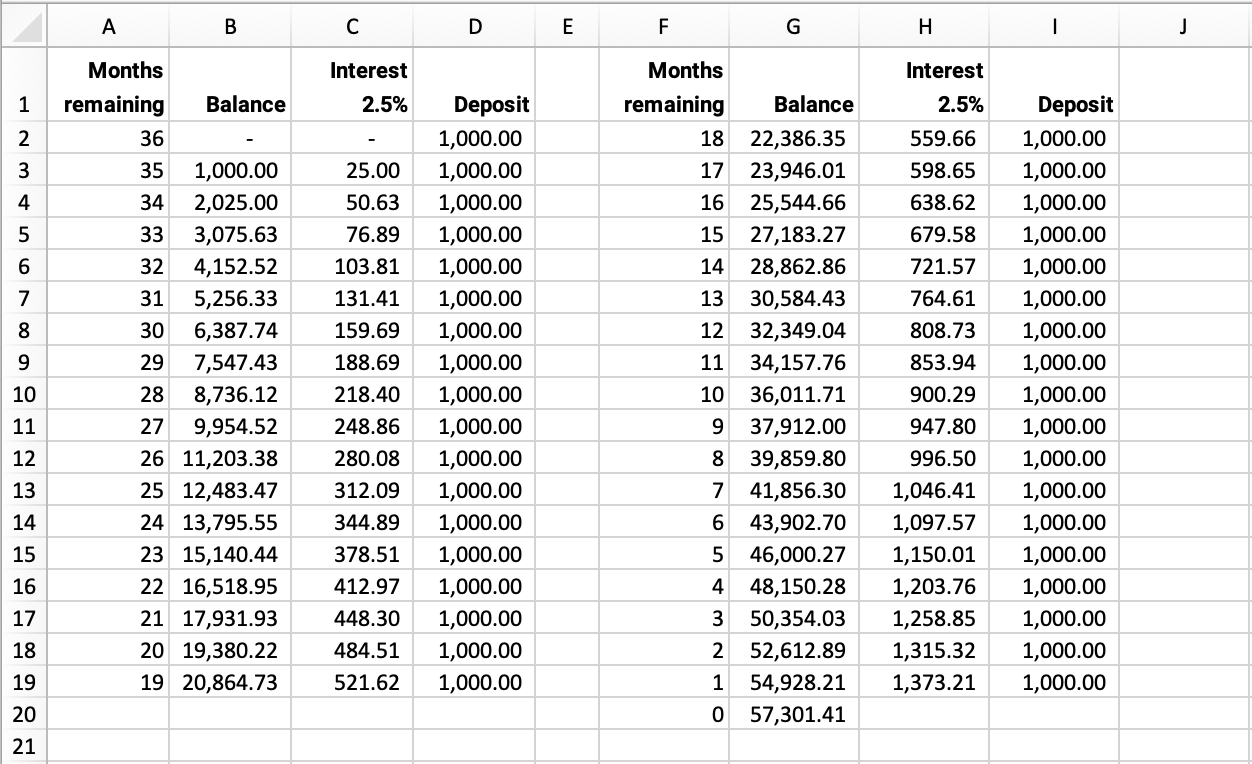 A B C D E F G H I J
Months Interest Months Interest
1 remaining Balance 2.5% Deposit remaining Balance 2.5% Deposit
2 36 - - 1,000.00 18 22,386.35 559.66 1,000.00
3 35 1,000.00 25.00 1,000.00 17 23,946.01 598.65 1,000.00
4 34 2,025.00 50.63 1,000.00 16 25,544.66 638.62 1,000.00
5 33 3,075.63 76.89 1,000.00 15 27,183.27 679.58 1,000.00
6 32 4,152.52 103.81 1,000.00 14 28,862.86 721.57 1,000.00
7 31 5,256.33 131.41 1,000.00 13 30,584.43 764.61 1,000.00
8 30 6,387.74 159.69 1,000.00 12 32,349.04 808.73 1,000.00
9 29 7,547.43 188.69 1,000.00 11 34,157.76 853.94 1,000.00
10 28 8,736.12 218.40 1,000.00 10 36,011.71 900.29 1,000.00
11 27 9,954.52 248.86 1,000.00 9 37,912.00 947.80 1,000.00
12 26 11,203.38 280.08 1,000.00 8 39,859.80 996.50 1,000.00
13 25 12,483.47 312.09 1,000.00 7 41,856.30 1,046.41 1,000.00
14 24 13,795.55 344.89 1,000.00 6 43,902.70 1,097.57 1,000.00
15 23 15,140.44 378.51 1,000.00 5 46,000.27 1,150.01 1,000.00
16 22 16,518.95 412.97 1,000.00 4 48,150.28 1,203.76 1,000.00
17 21 17,931.93 448.30 1,000.00 3 50,354.03 1,258.85 1,000.00
18 20 19,380.22 484.51 1,000.00 2 52,612.89 1,315.32 1,000.00
19 19 20,864.73 521.62 1,000.00 1 54,928.21 1,373.21 1,000.00
20 0 57,301.41
21